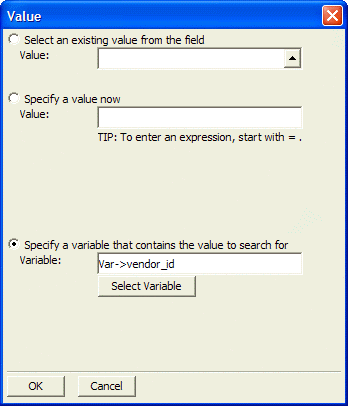 Value
Select an existing value from the field
Value:
Specify a value now
Value:
TIP: To enter an expression, start with = .
Specify a variable that contains the value to search for
Variable: Var->vendor_id
Select Variable
OK Cancel